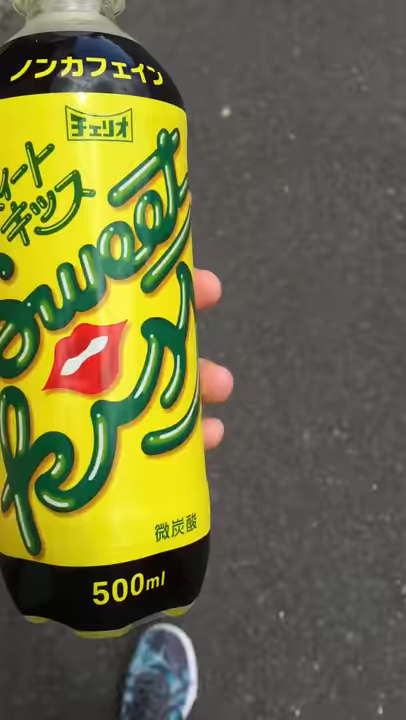 ノンカフェイン
チェリオ
ィート
キッス
Sweet
kiss
微炭酸
500ml